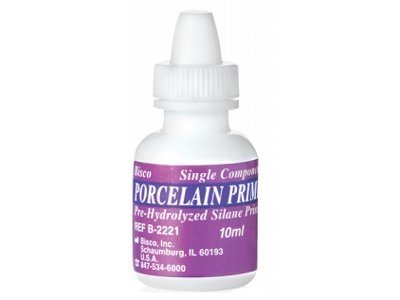 Bisco Single Compone
PORCELAIN PRIM
Pre-Hydrolyzed Silane Prim
REF B-2221 10ml
Bisco, Inc.
Schaumburg, IL 60193
U.S.A.
847-534-6000